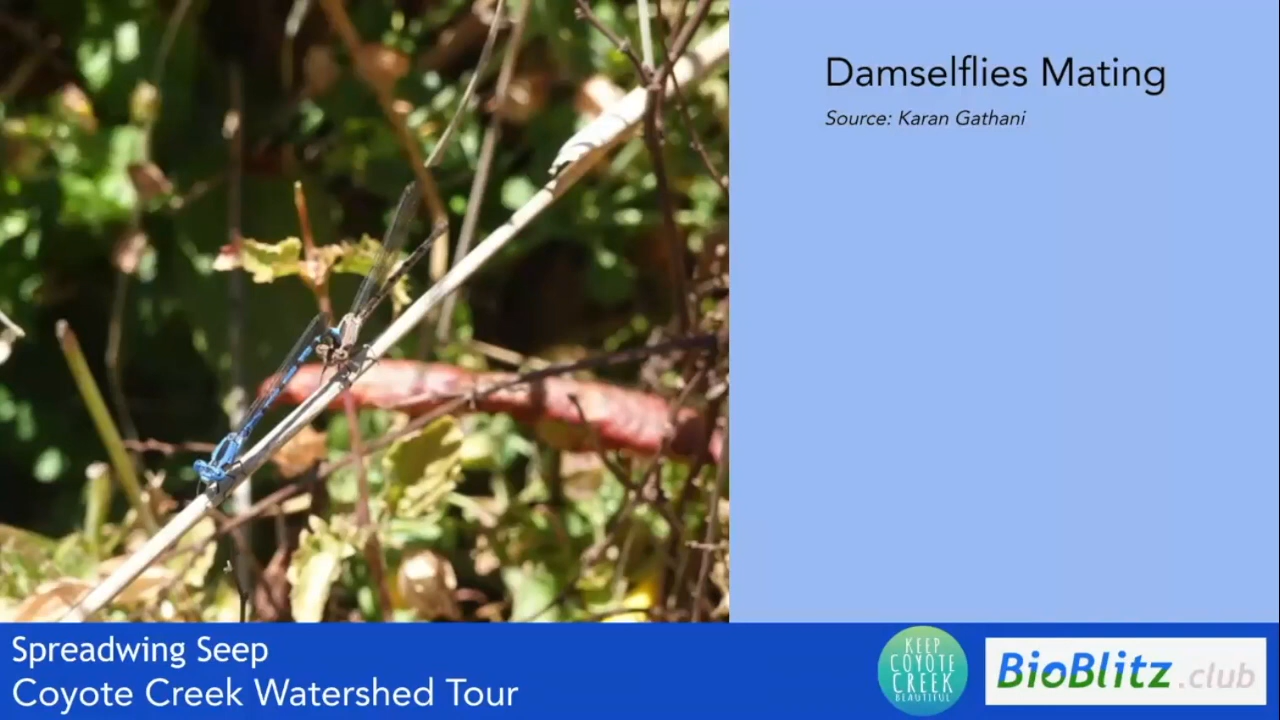 Damselflies Mating
Source: Karan Gathani
Spreadwing Seep
Coyote Creek Watershed Tour
KEEP
COYOTE
CREEK
BEAUTIFUL
BioBlitz.club